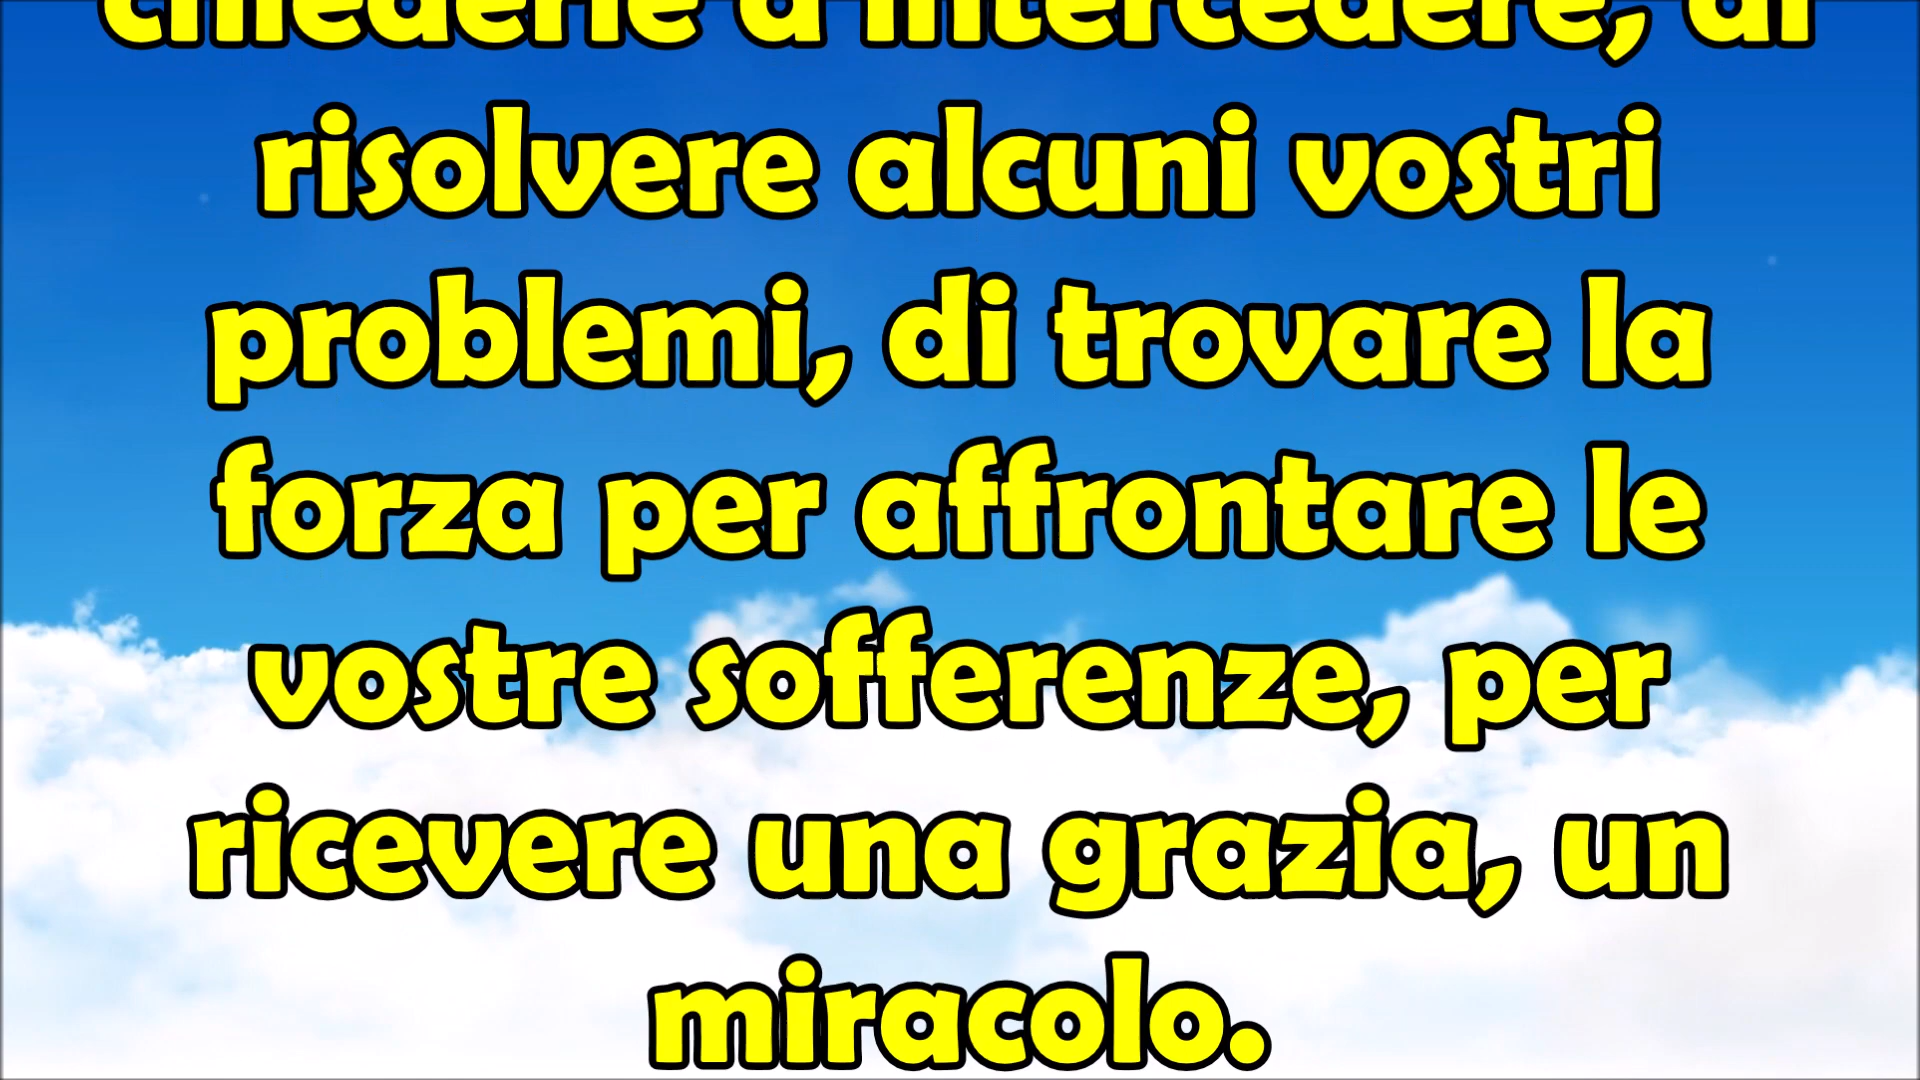 chiederle a intercedere, di
risolvere alcuni vostri
problemi, di trovare la
forza per affrontare le
vostre sofferenze, per
ricevere una grazia, un
miracolo.